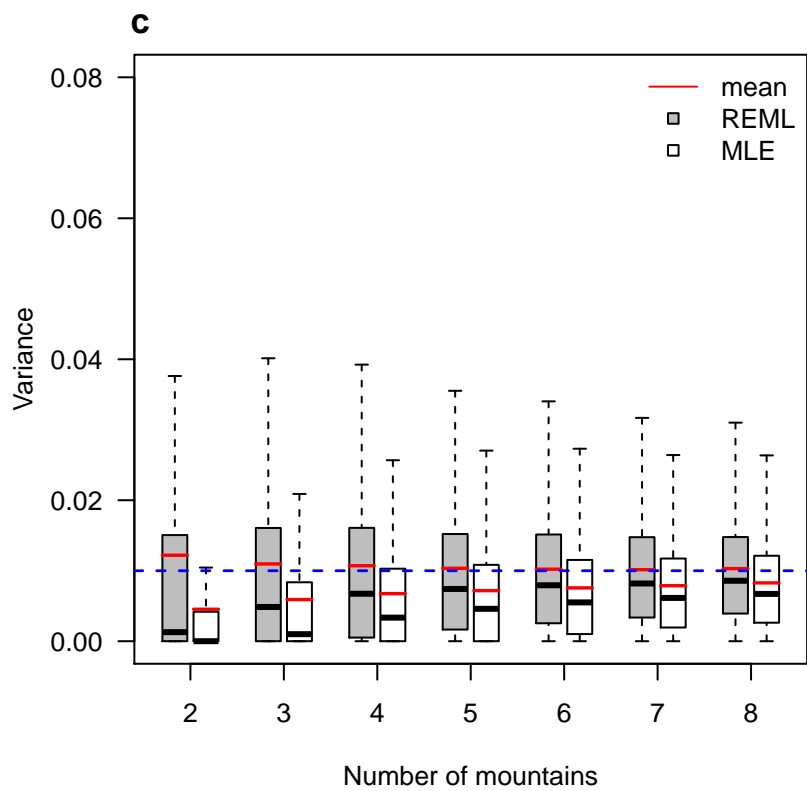 c
mean
REML
MLE
0.08
0.06
0.04
0.02
0.00
Variance
2 3 4 5 6 7 8
Number of mountains